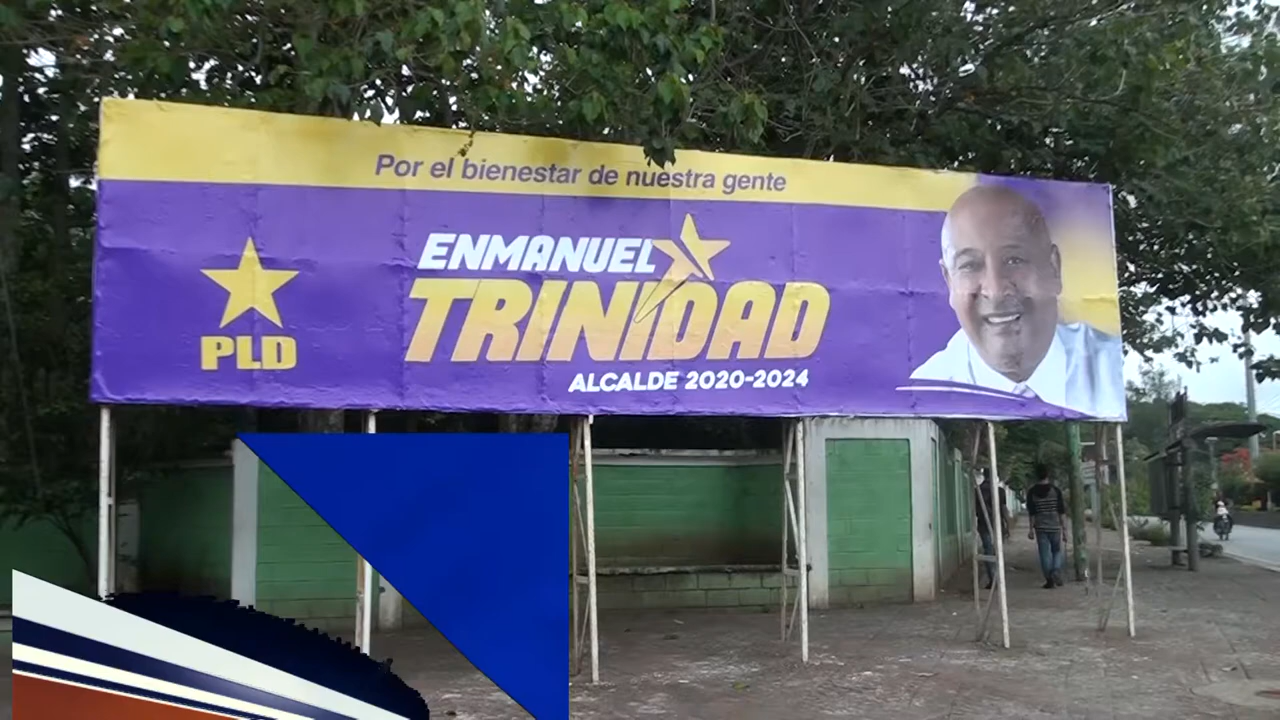 Por el bienestar de nuestra gente
ENMANUEL
TRINIDAD
ALCALDE 2020-2024
PLD